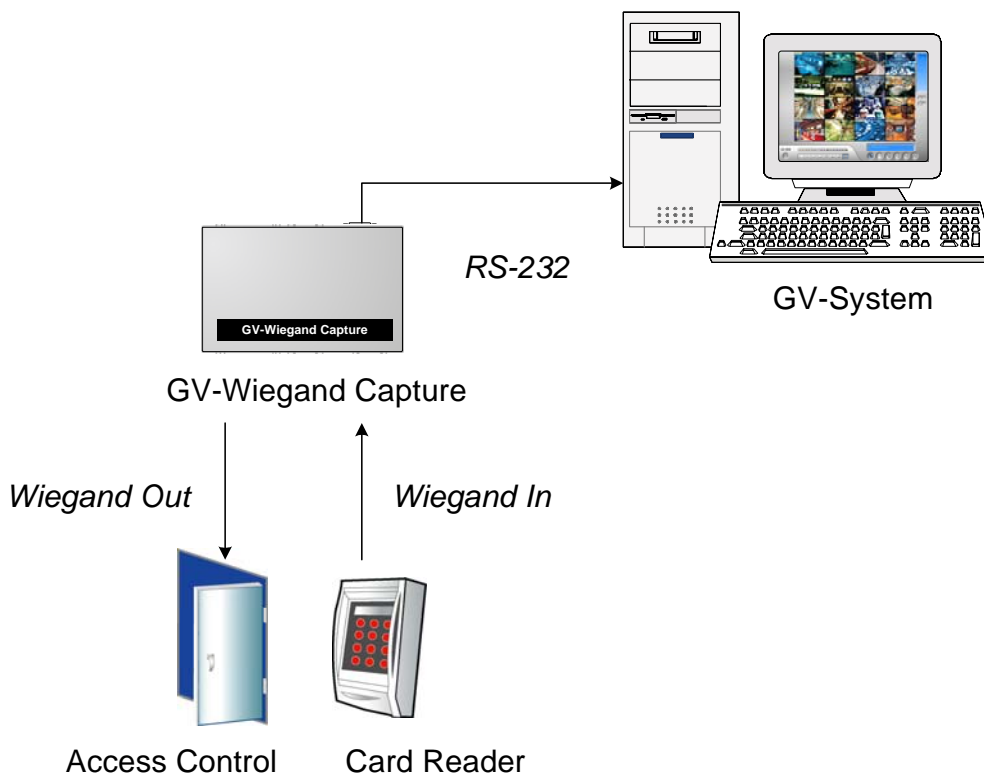 RS-232
GV-System
GV-Wiegand Capture
GV-Wiegand Capture
Wiegand Out
Wiegand In
Access Control
Card Reader